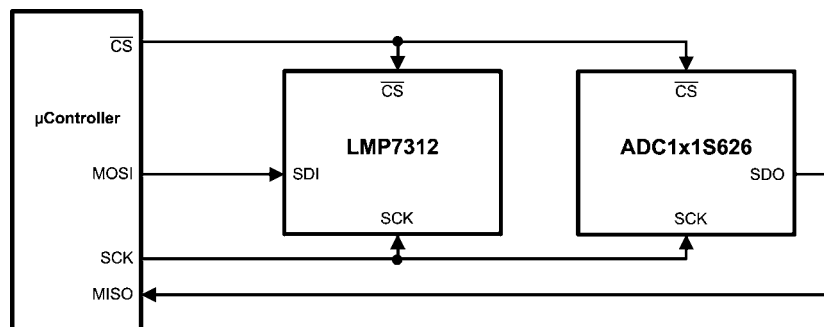 CS
CS
CS
µController
LMP7312
ADC1x1S626
MOSI
SDI
SDO
SCK
SCK
SCK
MISO